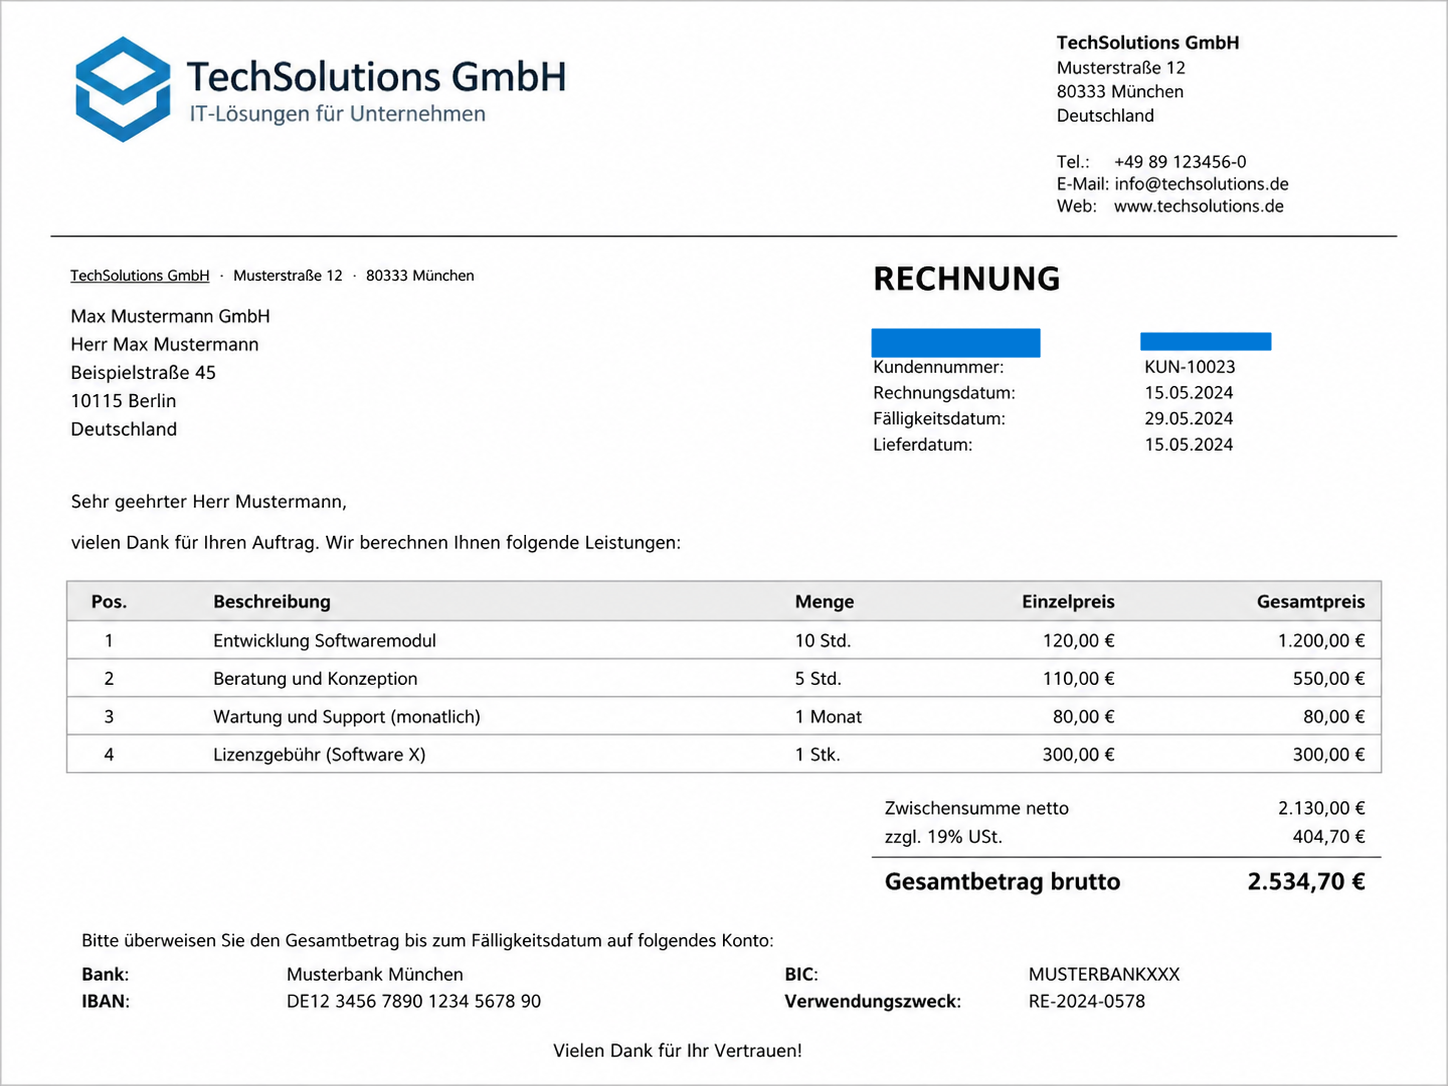 TechSolutions GmbH
IT-Lösungen für Unternehmen
TechSolutions GmbH
Musterstraße 12
80333 München
Deutschland
Tel.: +49 89 123456-0
E-Mail: info@techsolutions.de
Web: www.techsolutions.de
TechSolutions GmbH · Musterstraße 12 · 80333 München
Max Mustermann GmbH
Herr Max Mustermann
Beispielstraße 45
10115 Berlin
Deutschland
RECHNUNG
Kundennummer: KUN-10023
Rechnungsdatum: 15.05.2024
Fälligkeitsdatum: 29.05.2024
Lieferdatum: 15.05.2024
Sehr geehrter Herr Mustermann,
vielen Dank für Ihren Auftrag. Wir berechnen Ihnen folgende Leistungen:
Pos. Beschreibung Menge Einzelpreis Gesamtpreis
1 Entwicklung Softwaremodul 10 Std. 120,00 € 1.200,00 €
2 Beratung und Konzeption 5 Std. 110,00 € 550,00 €
3 Wartung und Support (monatlich) 1 Monat 80,00 € 80,00 €
4 Lizenzgebühr (Software X) 1 Stk. 300,00 € 300,00 €
Zwischensumme netto 2.130,00 €
zzgl. 19% USt. 404,70 €
Gesamtbetrag brutto 2.534,70 €
Bitte überweisen Sie den Gesamtbetrag bis zum Fälligkeitsdatum auf folgendes Konto:
Bank: Musterbank München BIC: MUSTERBANKXXX
IBAN: DE12 3456 7890 1234 5678 90 Verwendungszweck: RE-2024-0578
Vielen Dank für Ihr Vertrauen!